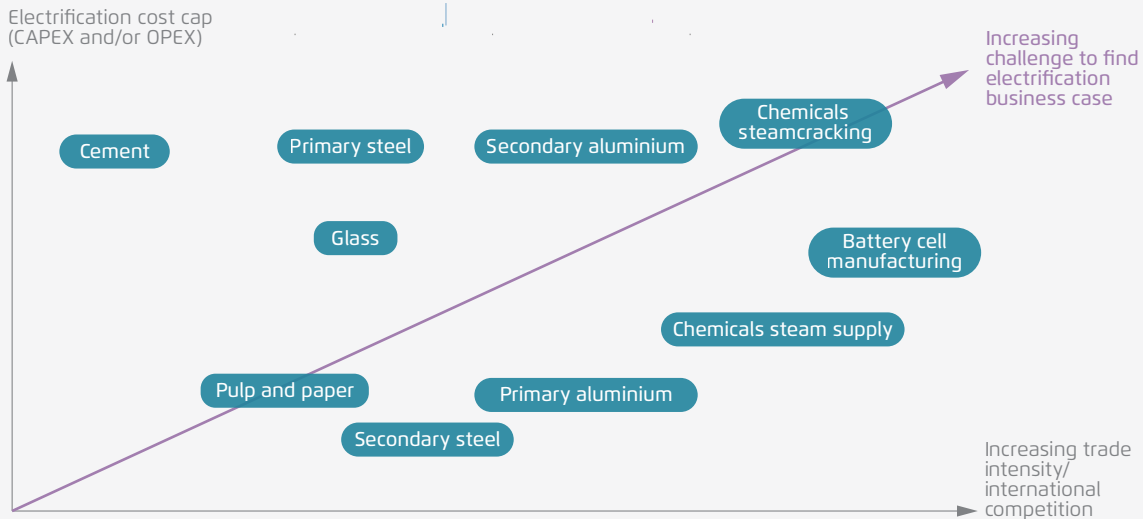 Electrification cost cap
(CAPEX and/or OPEX)
Increasing
challenge to find
electrification
business case
Chemicals
steamcracking
Cement
Primary steel
Secondary aluminium
Glass
Battery cell
manufacturing
Chemicals steam supply
Pulp and paper
Primary aluminium
Secondary steel
Increasing trade
intensity/
international
competition